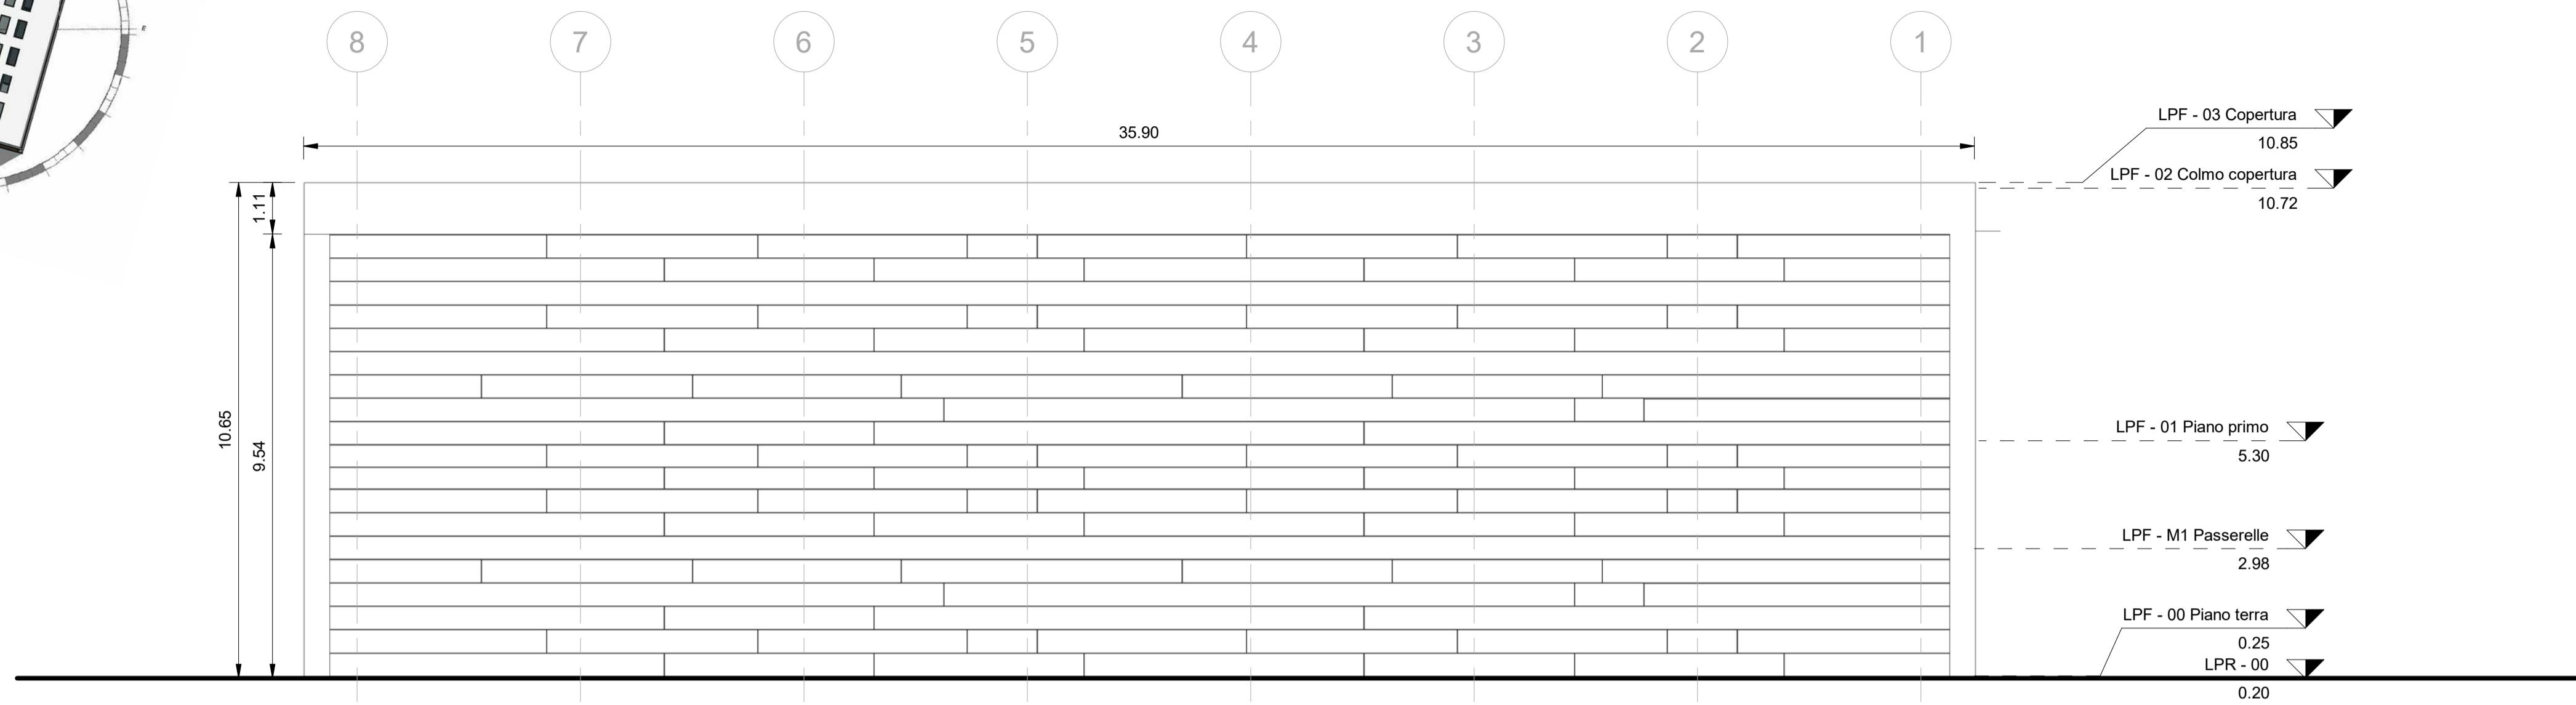 E
8 7 6 5 4 3 2 1
35.90
LPF - 03 Copertura
10.85
LPF - 02 Colmo copertura
10.72
1.11
10.65
9.54
LPF - 01 Piano primo
5.30
LPF - M1 Passerelle
2.98
LPF - 00 Piano terra
0.25
LPR - 00
0.20